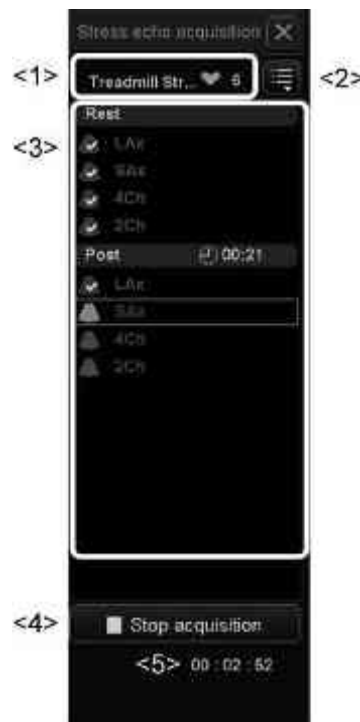 Stress echo acquisition
<1> Treadmill Str... 6 <2>
Rest
<3> LAx
SAx
4Ch
2Ch
Post 00:21
LAx
SAx
4Ch
2Ch
<4> Stop acquisition
<5> 00 : 02 : 52